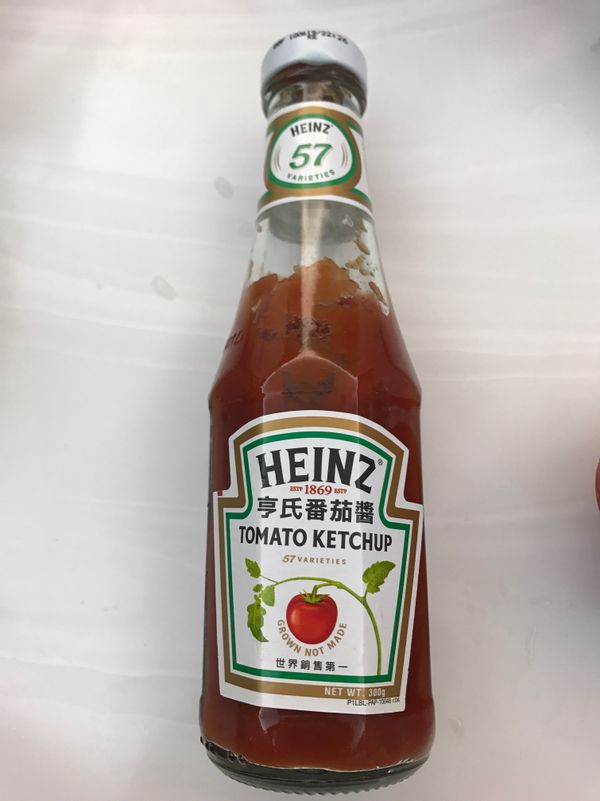 HEINZ
57
VARIETIES
HEINZ®
ESTD 1869 ESTD
亨氏番茄醬
TOMATO KETCHUP
57 VARIETIES
GROWN NOT MADE
世界銷售第一
NET WT. 300g